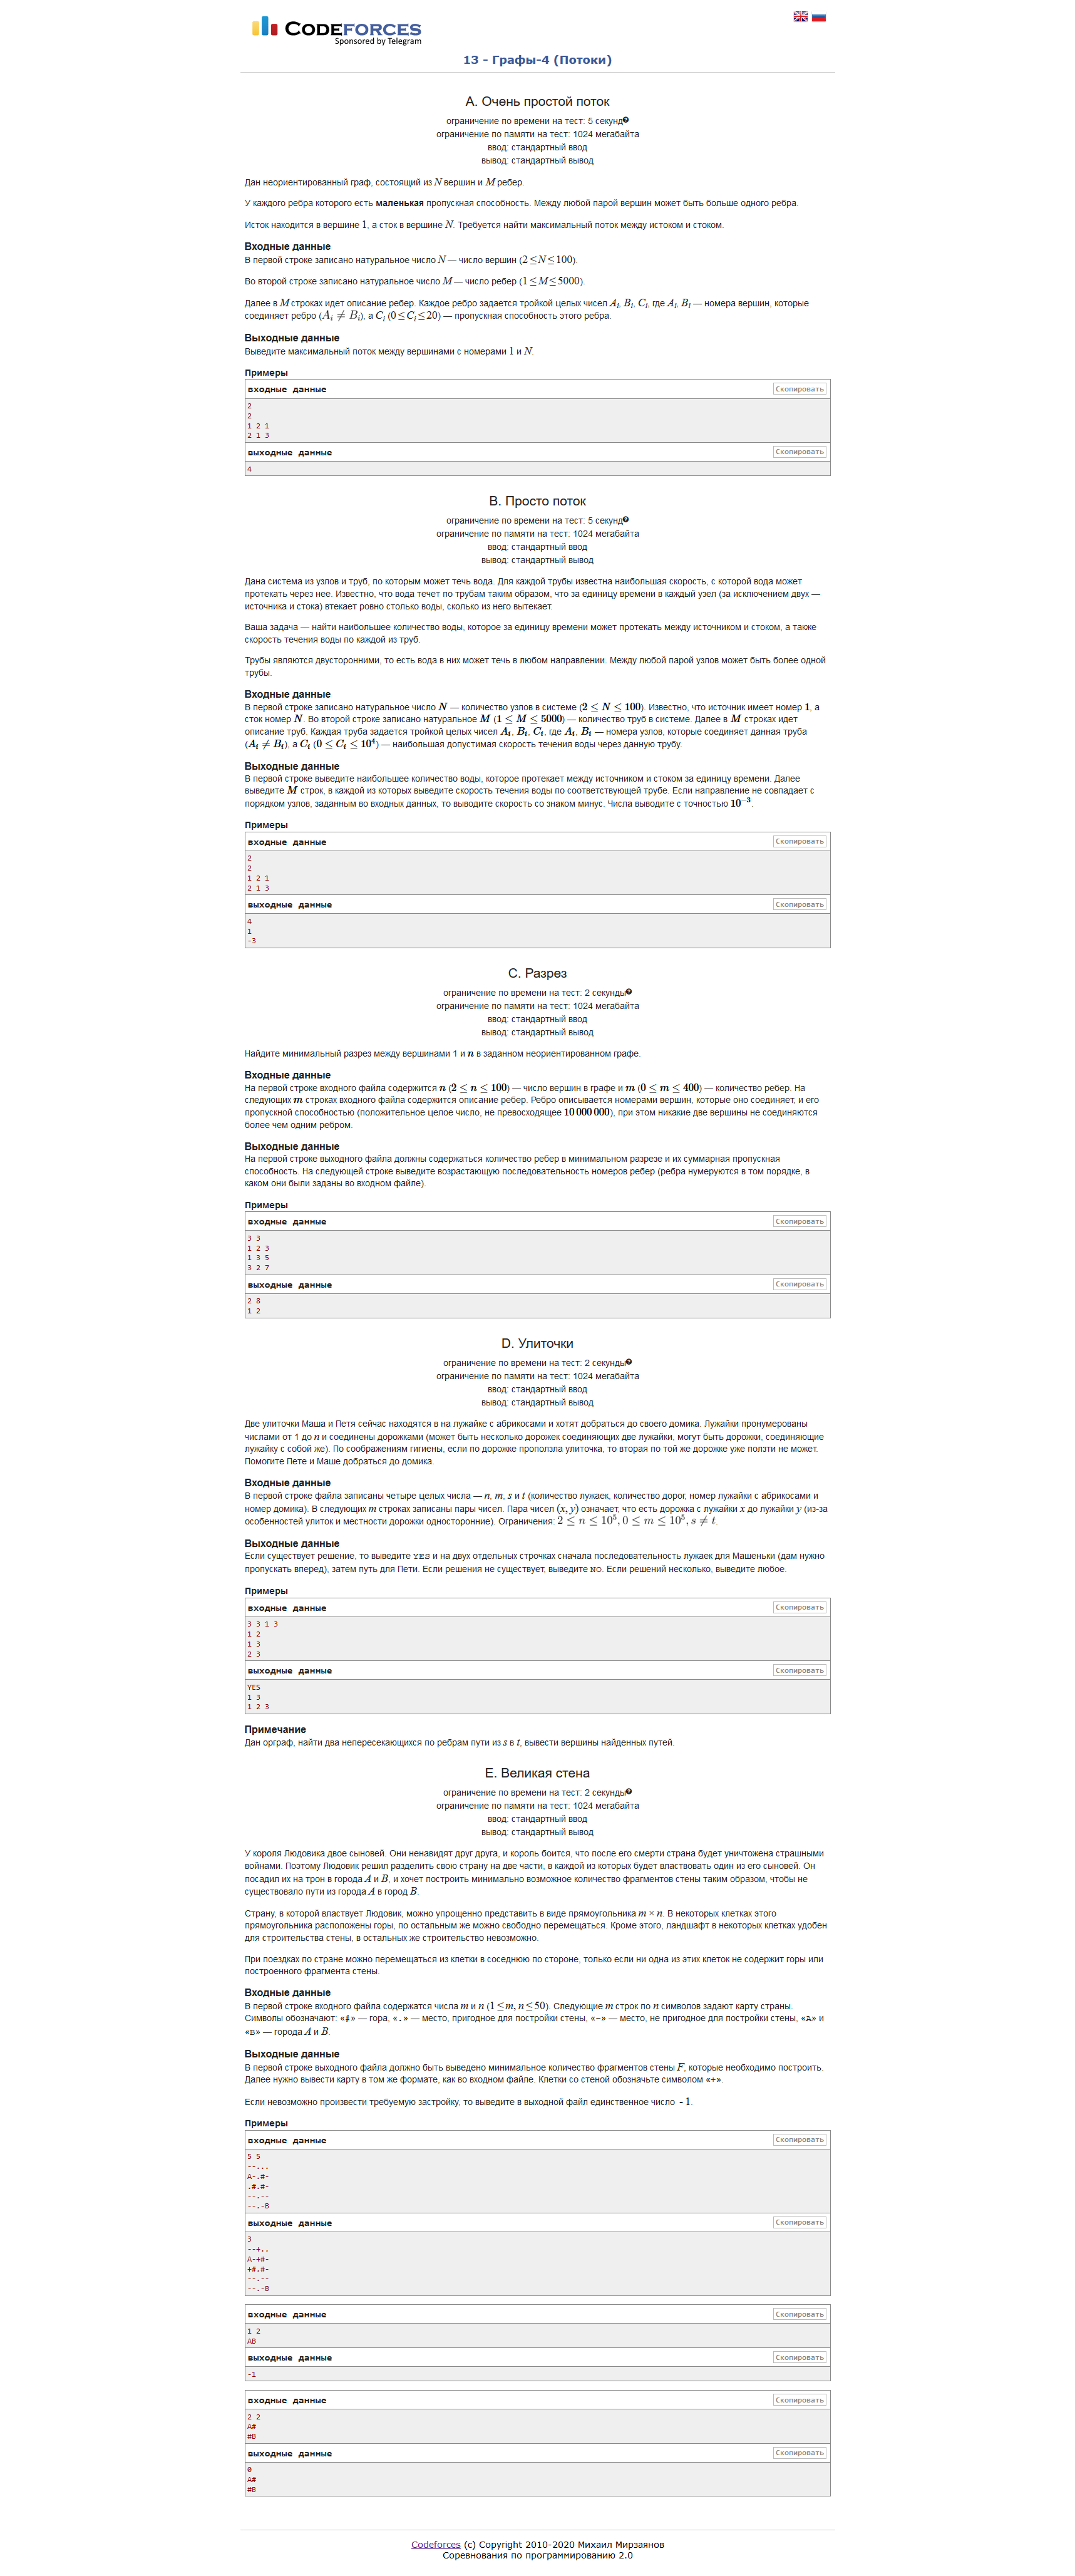 CODEFORCES
Sponsored by Telegram
13 - Графы-4 (Потоки)
A. Очень простой поток
ограничение по времени на тест: 5 секунд
ограничение по памяти на тест: 1024 мегабайта
ввод: стандартный ввод
вывод: стандартный вывод
Дан неориентированный граф, состоящий из N вершин и M ребер.
У каждого ребра которого есть маленькая пропускная способность. Между любой парой вершин может быть больше одного ребра.
Исток находится в вершине 1, а сток в вершине N. Требуется найти максимальный поток между истоком и стоком.
Входные данные
В первой строке записано натуральное число N — число вершин (2 ≤ N ≤ 100).
Во второй строке записано натуральное число M — число ребер (1 ≤ M ≤ 5000).
Далее в M строках идет описание ребер. Каждое ребро задается тройкой целых чисел Ai, Bi, Ci, где Ai, Bi — номера вершин, которые
соединяет ребро (Ai ≠ Bi), а Ci (0 ≤ Ci ≤ 20) — пропускная способность этого ребра.
Выходные данные
Выведите максимальный поток между вершинами с номерами 1 и N.
Примеры
входные данные Скопировать
2
2
1 2 1
2 1 3
выходные данные Скопировать
4
B. Просто поток
ограничение по времени на тест: 5 секунд
ограничение по памяти на тест: 1024 мегабайта
ввод: стандартный ввод
вывод: стандартный вывод
Дана система из узлов и труб, по которым может течь вода. Для каждой трубы известна наибольшая скорость, с которой вода может
протекать через нее. Известно, что вода течет по трубам таким образом, что за единицу времени в каждый узел (за исключением двух —
источника и стока) втекает ровно столько воды, сколько из него вытекает.
Ваша задача — найти наибольшее количество воды, которое за единицу времени может протекать между источником и стоком, а также
скорость течения воды по каждой из труб.
Трубы являются двусторонними, то есть вода в них может течь в любом направлении. Между любой парой узлов может быть более одной
трубы.
Входные данные
В первой строке записано натуральное число N — количество узлов в системе (2 ≤ N ≤ 100). Известно, что источник имеет номер 1, а
сток номер N. Во второй строке записано натуральное M (1 ≤ M ≤ 5000) — количество труб в системе. Далее в M строках идет
описание труб. Каждая труба задается тройкой целых чисел Ai, Bi, Ci, где Ai, Bi — номера узлов, которые соединяет данная труба
(Ai ≠ Bi), а Ci (0 ≤ Ci ≤ 10^4) — наибольшая допустимая скорость течения воды через данную трубу.
Выходные данные
В первой строке выведите наибольшее количество воды, которое протекает между источником и стоком за единицу времени. Далее
выведите M строк, в каждой из которых выведите скорость течения воды по соответствующей трубе. Если направление не совпадает с
порядком узлов, заданным во входных данных, то выводите скорость со знаком минус. Числа выводите с точностью 10^−3.
Примеры
входные данные Скопировать
2
2
1 2 1
2 1 3
выходные данные Скопировать
4
1
-3
C. Разрез
ограничение по времени на тест: 2 секунды
ограничение по памяти на тест: 1024 мегабайта
ввод: стандартный ввод
вывод: стандартный вывод
Найдите минимальный разрез между вершинами 1 и n в заданном неориентированном графе.
Входные данные
На первой строке входного файла содержится n (2 ≤ n ≤ 100) — число вершин в графе и m (0 ≤ m ≤ 400) — количество ребер. На
следующих m строках входного файла содержится описание ребер. Ребро описывается номерами вершин, которые оно соединяет, и его
пропускной способностью (положительное целое число, не превосходящее 10 000 000), при этом никакие две вершины не соединяются
более чем одним ребром.
Выходные данные
На первой строке выходного файла должны содержаться количество ребер в минимальном разрезе и их суммарная пропускная
способность. На следующей строке выведите возрастающую последовательность номеров ребер (ребра нумеруются в том порядке, в
каком они были заданы во входном файле).
Примеры
входные данные Скопировать
3 3
1 2 3
1 3 5
3 2 7
выходные данные Скопировать
2 8
1 2
D. Улиточки
ограничение по времени на тест: 2 секунды
ограничение по памяти на тест: 1024 мегабайта
ввод: стандартный ввод
вывод: стандартный вывод
Две улиточки Маша и Петя сейчас находятся в на лужайке с абрикосами и хотят добраться до своего домика. Лужайки пронумерованы
числами от 1 до n и соединены дорожками (может быть несколько дорожек соединяющих две лужайки, могут быть дорожки, соединяющие
лужайку с собой же). По соображениям гигиены, если по дорожке проползла улиточка, то вторая по той же дорожке уже ползти не может.
Помогите Пете и Маше добраться до домика.
Входные данные
В первой строке файла записаны четыре целых числа — n, m, s и t (количество лужаек, количество дорог, номер лужайки с абрикосами и
номер домика). В следующих m строках записаны пары чисел. Пара чисел (x, y) означает, что есть дорожка с лужайки x до лужайки y (из-за
особенностей улиток и местности дорожки односторонние). Ограничения: 2 ≤ n ≤ 10^5, 0 ≤ m ≤ 10^5, s ≠ t.
Выходные данные
Если существует решение, то выведите YES и на двух отдельных строчках сначала последовательность лужаек для Машеньки (дам нужно
пропускать вперед), затем путь для Пети. Если решения не существует, выведите NO. Если решений несколько, выведите любое.
Примеры
входные данные Скопировать
3 3 1 3
1 2
1 3
2 3
выходные данные Скопировать
YES
1 3
1 2 3
Примечание
Дан орграф, найти два непересекающихся по ребрам пути из s в t, вывести вершины найденных путей.
E. Великая стена
ограничение по времени на тест: 2 секунды
ограничение по памяти на тест: 1024 мегабайта
ввод: стандартный ввод
вывод: стандартный вывод
У короля Людовика двое сыновей. Они ненавидят друг друга, и король боится, что после его смерти страна будет уничтожена страшными
войнами. Поэтому Людовик решил разделить свою страну на две части, в каждой из которых будет властвовать один из его сыновей. Он
посадил их на трон в города A и B, и хочет построить минимально возможное количество фрагментов стены таким образом, чтобы не
существовало пути из города A в город B.
Страну, в которой властвует Людовик, можно упрощенно представить в виде прямоугольника m × n. В некоторых клетках этого
прямоугольника расположены горы, по остальным же можно свободно перемещаться. Кроме этого, ландшафт в некоторых клетках удобен
для строительства стены, в остальных же строительство невозможно.
При поездках по стране можно перемещаться из клетки в соседнюю по стороне, только если ни одна из этих клеток не содержит горы или
построенного фрагмента стены.
Входные данные
В первой строке входного файла содержатся числа m и n (1 ≤ m, n ≤ 50). Следующие m строк по n символов задают карту страны.
Символы обозначают: «#» — гора, «.» — место, пригодное для постройки стены, «-» — место, не пригодное для постройки стены, «A» и
«B» — города A и B.
Выходные данные
В первой строке выходного файла должно быть выведено минимальное количество фрагментов стены F, которые необходимо построить.
Далее нужно вывести карту в том же формате, как во входном файле. Клетки со стеной обозначьте символом «+».
Если невозможно произвести требуемую застройку, то выведите в выходной файл единственное число - 1.
Примеры
входные данные Скопировать
5 5
--...
A-.#-
.#.#-
--.--
--.-B
выходные данные Скопировать
3
--+..
A-+#-
+#.#-
--.--
--.-B
входные данные Скопировать
1 2
AB
выходные данные Скопировать
-1
входные данные Скопировать
2 2
A#
#B
выходные данные Скопировать
0
A#
#B
Codeforces (c) Copyright 2010-2020 Михаил Мирзаянов
Соревнования по программированию 2.0